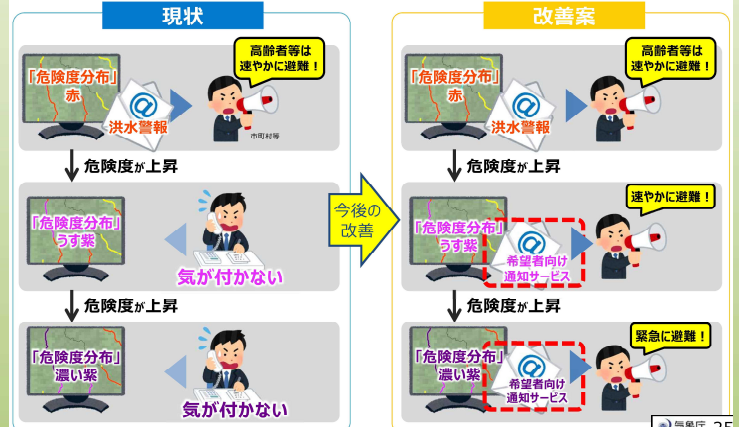 現状
「危険度分布」
赤
@
洪水警報
高齢者等は
速やかに避難！
市町村等
危険度が上昇
「危険度分布」
うす紫
気が付かない
危険度が上昇
「危険度分布」
濃い紫
気が付かない
今後の
改善
改善案
「危険度分布」
赤
@
洪水警報
高齢者等は
速やかに避難！
危険度が上昇
「危険度分布」
うす紫
@
希望者向け
通知サービス
速やかに避難！
危険度が上昇
「危険度分布」
濃い紫
@
希望者向け
通知サービス
緊急に避難！
気象庁